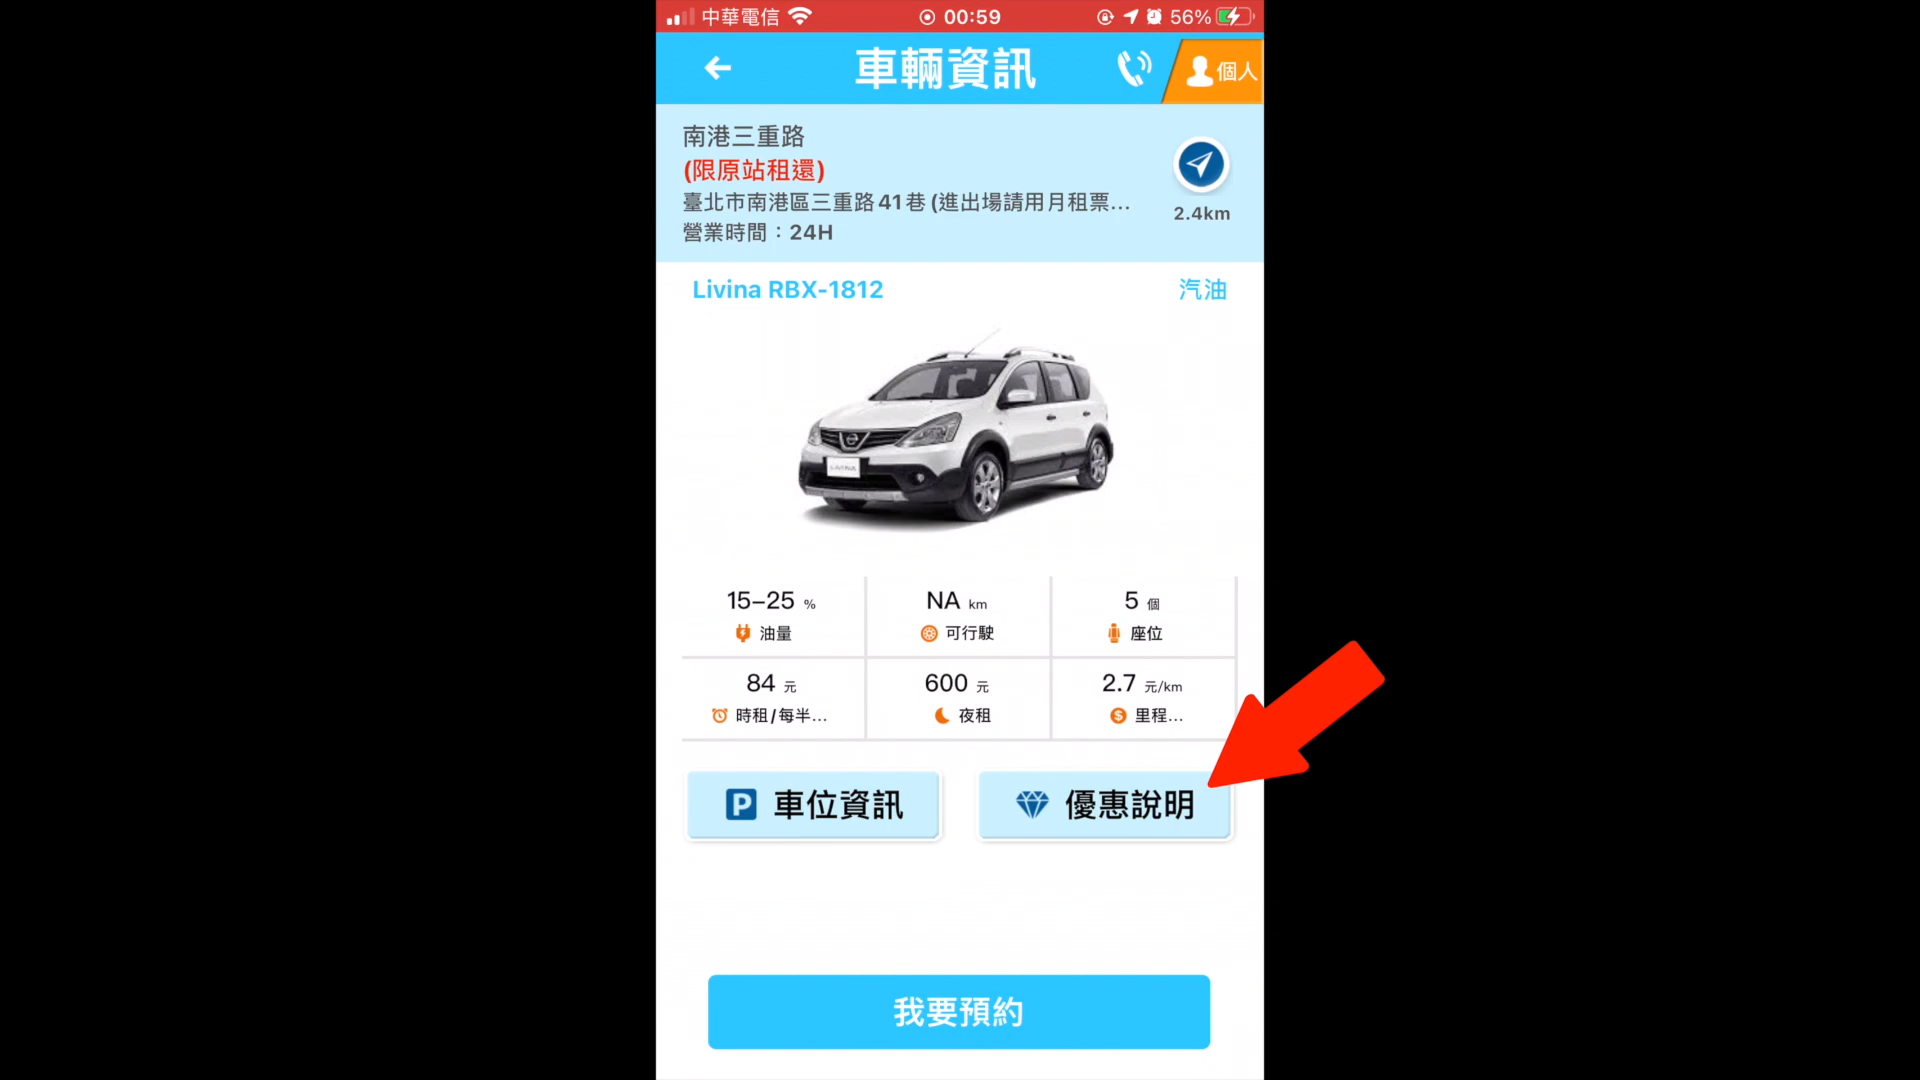 中華電信 00:59 56%
車輛資訊 個人
南港三重路
(限原站租還)
臺北市南港區三重路41巷(進出場請用月租票...
營業時間：24H
2.4km
Livina RBX-1812 汽油
LIVINA
15-25 % NA km 5 個
油量 可行駛 座位
84 元 600 元 2.7 元/km
時租/每半... 夜租 里程...
P 車位資訊 優惠說明
我要預約